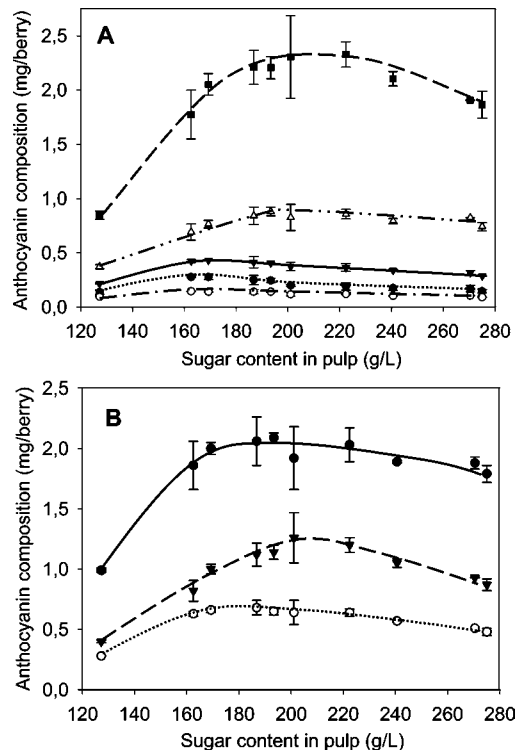 A
Anthocyanin composition (mg/berry)
2,5
2,0
1,5
1,0
0,5
0,0
120 140 160 180 200 220 240 260 280
Sugar content in pulp (g/L)
B
Anthocyanin composition (mg/berry)
2,5
2,0
1,5
1,0
0,5
0,0
120 140 160 180 200 220 240 260 280
Sugar content in pulp (g/L)